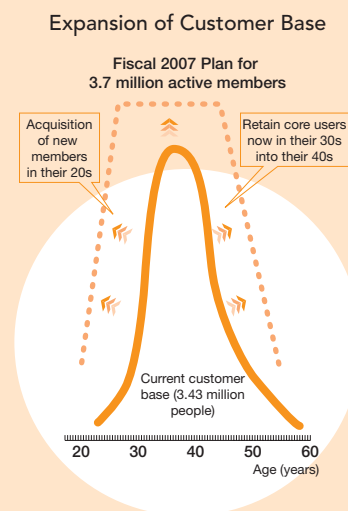 Expansion of Customer Base
Fiscal 2007 Plan for
3.7 million active members
Acquisition
of new
members
in their 20s
Retain core users
now in their 30s
into their 40s
Current customer
base (3.43 million
people)
20 30 40 50 60
Age (years)